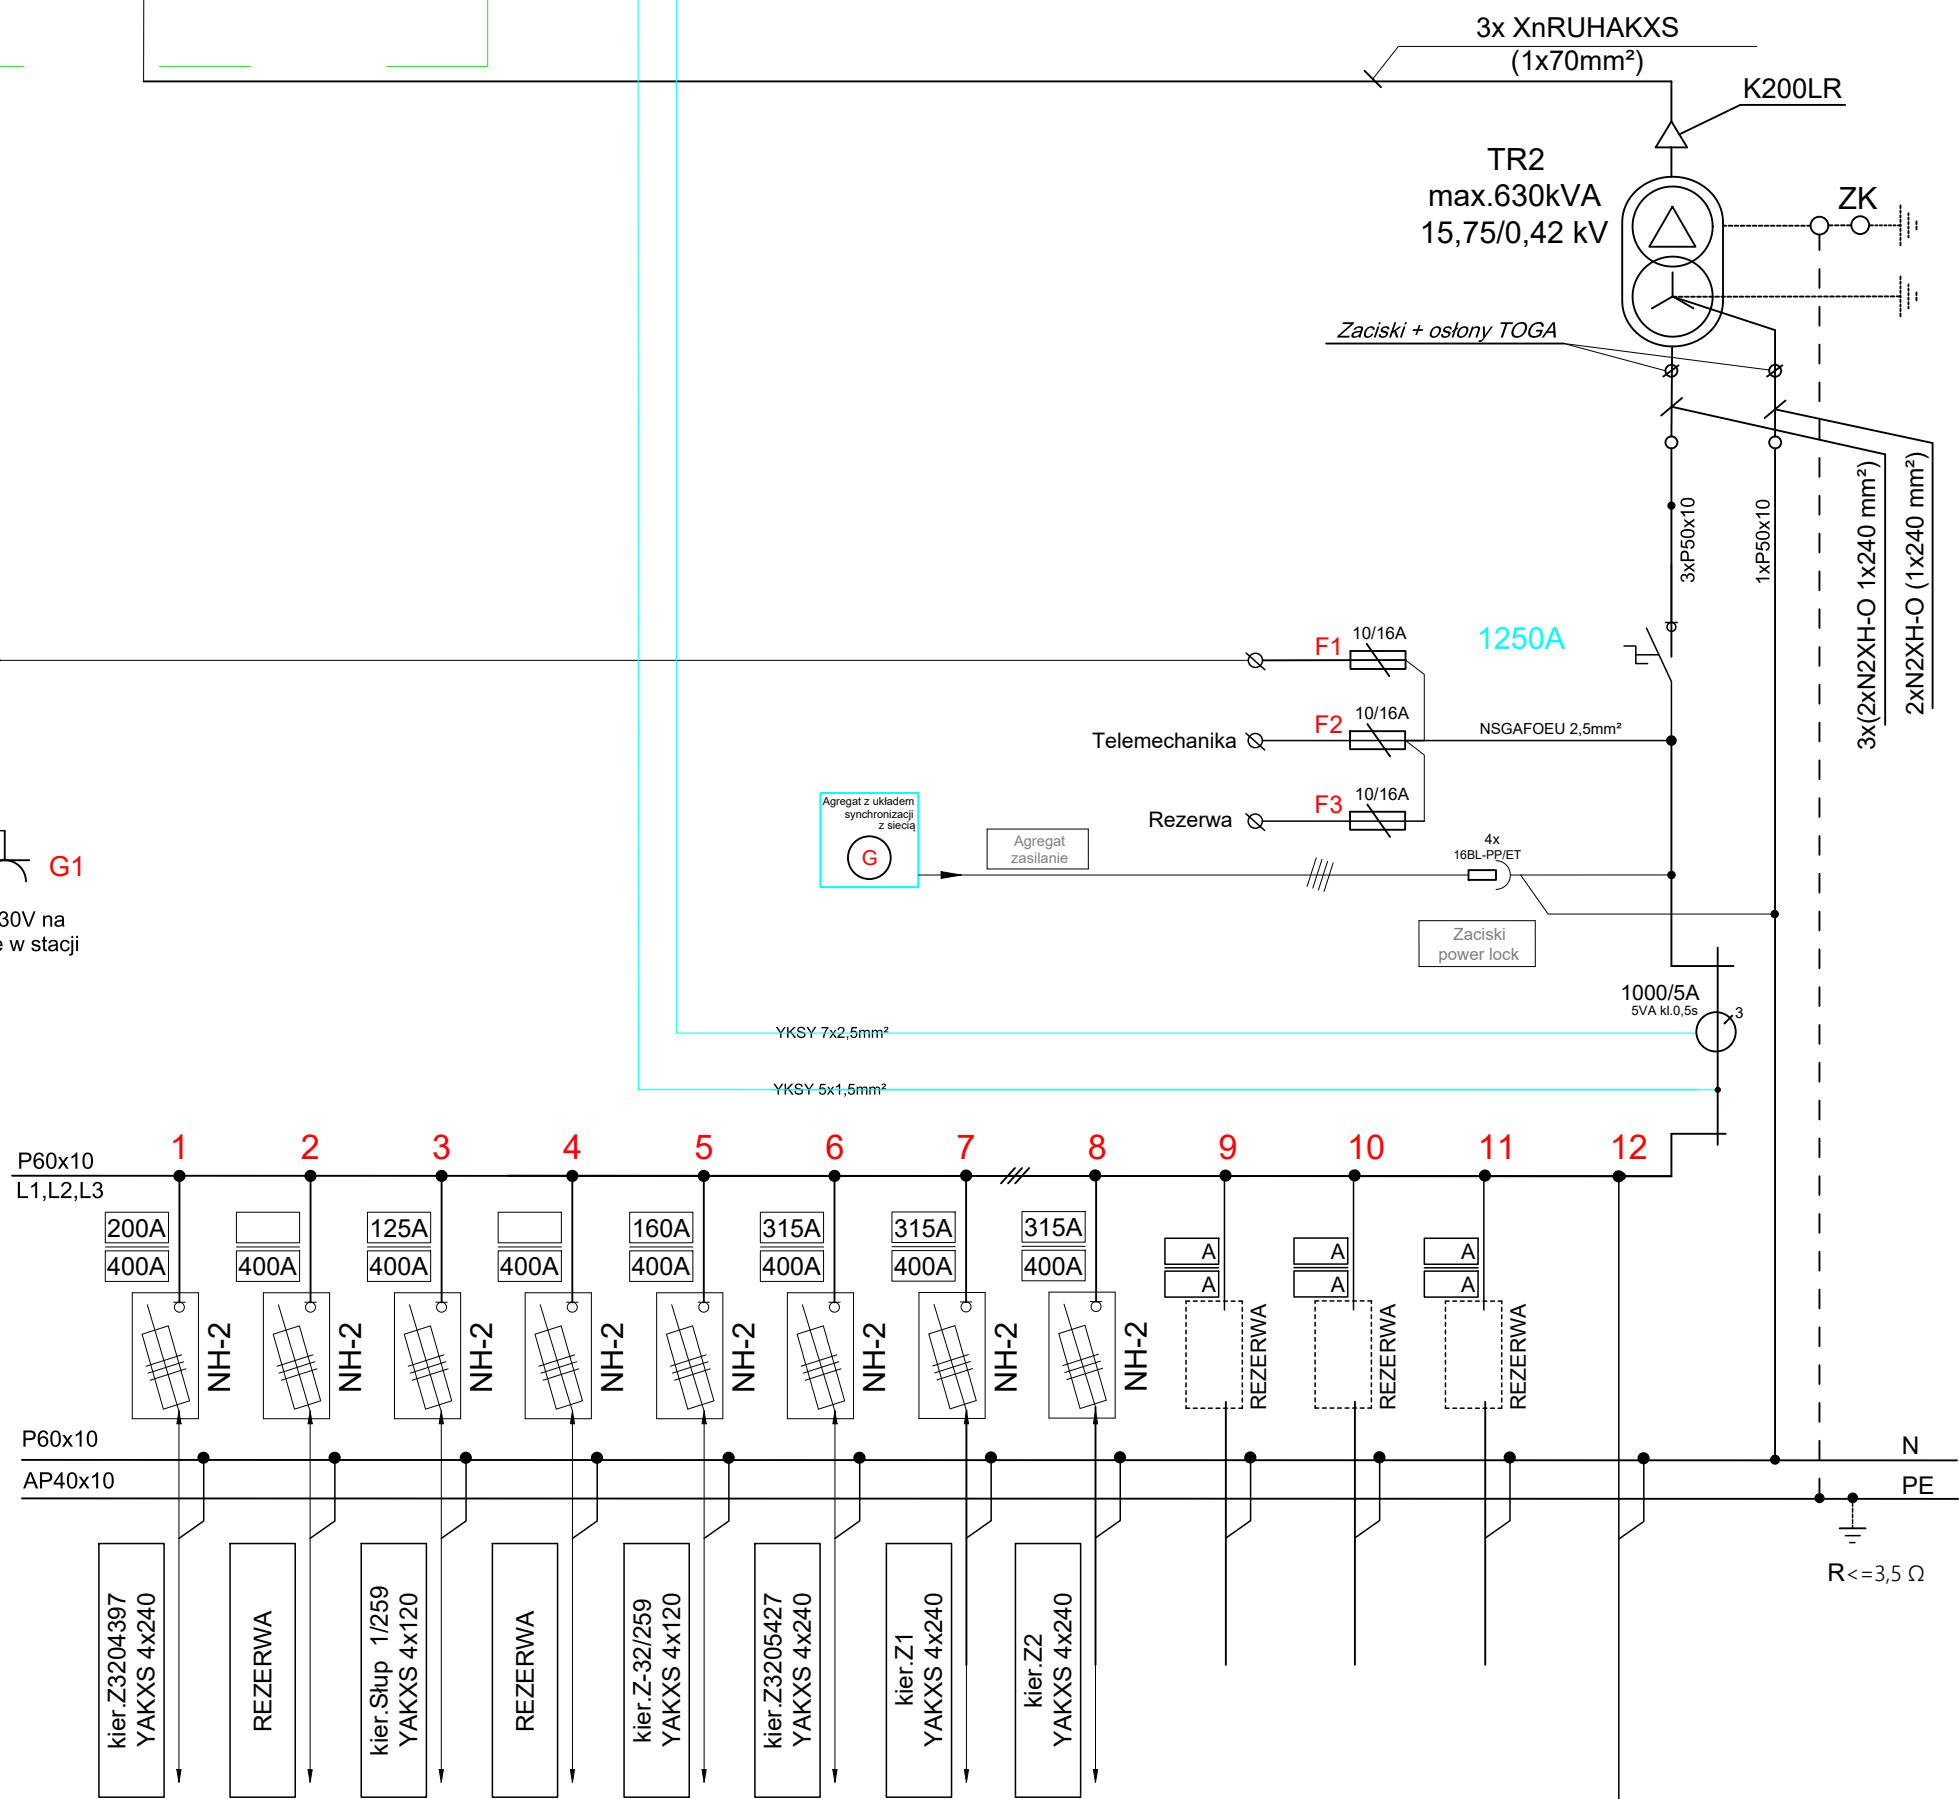 3x XnRUHAKXS
(1x70mm²)
K200LR
TR2
max.630kVA
15,75/0,42 kV
ZK
Zaciski + osłony TOGA
3xP50x10
1xP50x10
3x(2xN2XH-O 1x240 mm²)
2xN2XH-O (1x240 mm²)
1250A
F1
10/16A
Telemechanika
F2
10/16A
NSGAFOEU 2,5mm²
Rezerwa
F3
10/16A
Agregat z układem
synchronizacji
z siecią
G
Agregat
zasilanie
4x
16BL-PP/ET
Zaciski
power lock
G1
30V na
e w stacji
1000/5A
5VA kl.0,5s
3
YKSY 7x2,5mm²
YKSY 5x1,5mm²
1 2 3 4 5 6 7 8 9 10 11 12
P60x10
L1,L2,L3
200A 125A 160A 315A 315A 315A
400A 400A 400A 400A 400A 400A 400A 400A
A A A
A A A
NH-2 NH-2 NH-2 NH-2 NH-2 NH-2 NH-2 NH-2
REZERWA REZERWA REZERWA
P60x10
N
AP40x10
PE
R<=3,5 Ω
kier.Z3204397
YAKXS 4x240
REZERWA
kier.Słup 1/259
YAKXS 4x120
REZERWA
kier.Z-32/259
YAKXS 4x120
kier.Z3205427
YAKXS 4x240
kier.Z1
YAKXS 4x240
kier.Z2
YAKXS 4x240